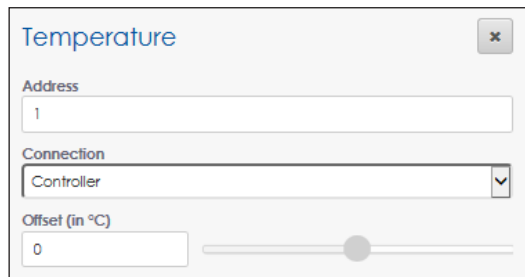 Temperature
Address
1
Connection
Controller
Offset (in °C)
0